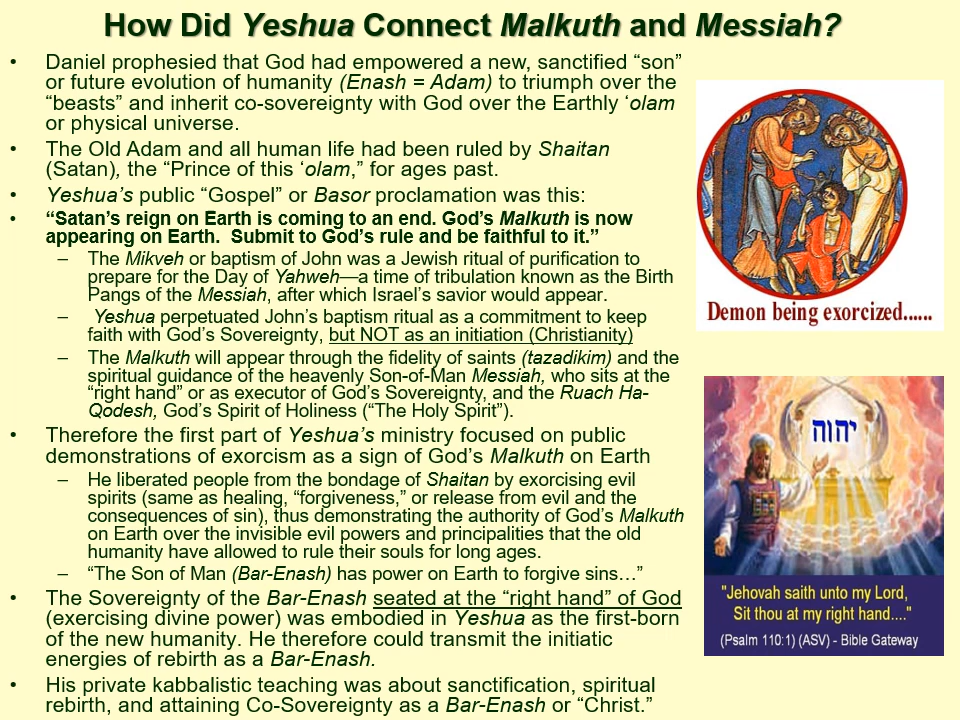 How Did Yeshua Connect Malkuth and Messiah?
• Daniel prophesied that God had empowered a new, sanctified “son”
or future evolution of humanity (Enash = Adam) to triumph over the
“beasts” and inherit co-sovereignty with God over the Earthly ‘olam
or physical universe.
• The Old Adam and all human life had been ruled by Shaitan
(Satan), the “Prince of this ‘olam,” for ages past.
• Yeshua’s public “Gospel” or Basor proclamation was this:
• “Satan’s reign on Earth is coming to an end. God’s Malkuth is now
appearing on Earth.  Submit to God’s rule and be faithful to it.”
– The Mikveh or baptism of John was a Jewish ritual of purification to
prepare for the Day of Yahweh—a time of tribulation known as the Birth
Pangs of the Messiah, after which Israel’s savior would appear.
– Yeshua perpetuated John’s baptism ritual as a commitment to keep
faith with God’s Sovereignty, but NOT as an initiation (Christianity)
– The Malkuth will appear through the fidelity of saints (tazadikim) and the
spiritual guidance of the heavenly Son-of-Man Messiah, who sits at the
“right hand” or as executor of God’s Sovereignty, and the Ruach Ha-
Qodesh, God’s Spirit of Holiness (“The Holy Spirit”).
• Therefore the first part of Yeshua’s ministry focused on public
demonstrations of exorcism as a sign of God’s Malkuth on Earth
– He liberated people from the bondage of Shaitan by exorcising evil
spirits (same as healing, “forgiveness,” or release from evil and the
consequences of sin), thus demonstrating the authority of God’s Malkuth
on Earth over the invisible evil powers and principalities that the old
humanity have allowed to rule their souls for long ages.
– “The Son of Man (Bar-Enash) has power on Earth to forgive sins…”
• The Sovereignty of the Bar-Enash seated at the “right hand” of God
(exercising divine power) was embodied in Yeshua as the first-born
of the new humanity. He therefore could transmit the initiatic
energies of rebirth as a Bar-Enash.
• His private kabbalistic teaching was about sanctification, spiritual
rebirth, and attaining Co-Sovereignty as a Bar-Enash or “Christ.”
Demon being exorcized......
יהוה
"Jehovah saith unto my Lord,
Sit thou at my right hand...."
(Psalm 110:1) (ASV) - Bible Gateway